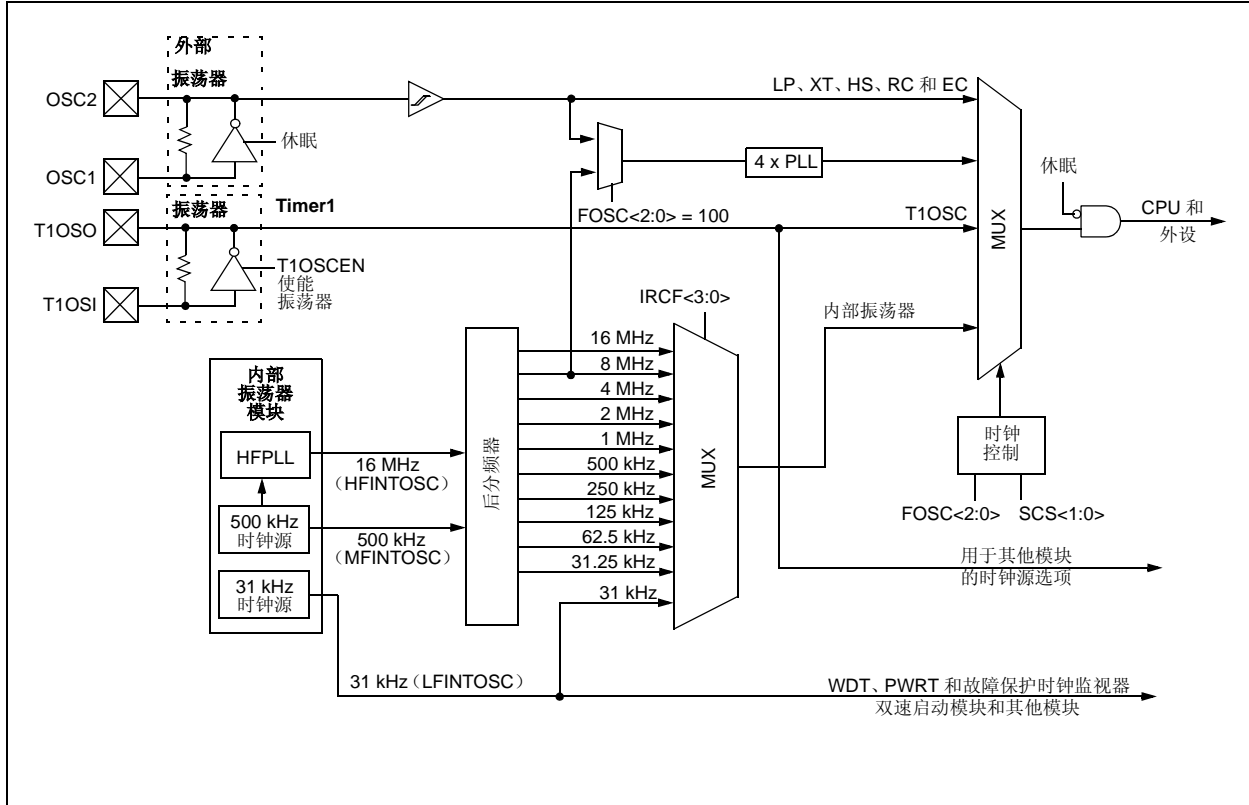 外部
振荡器
OSC2
OSC1
休眠
LP、XT、HS、RC 和 EC
4 x PLL
FOSC<2:0> = 100
振荡器
Timer1
T1OSO
T1OSI
T1OSCEN
使能
振荡器
T1OSC
MUX
休眠
CPU 和
外设
IRCF<3:0>
内部振荡器
内部
振荡器
模块
HFPLL
500 kHz
时钟源
31 kHz
时钟源
16 MHz
（HFINTOSC）
500 kHz
（MFINTOSC）
后分频器
16 MHz
8 MHz
4 MHz
2 MHz
1 MHz
500 kHz
250 kHz
125 kHz
62.5 kHz
31.25 kHz
31 kHz
MUX
时钟
控制
FOSC<2:0>
SCS<1:0>
用于其他模块
的时钟源选项
31 kHz（LFINTOSC）
WDT、PWRT 和故障保护时钟监视器
双速启动模块和其他模块